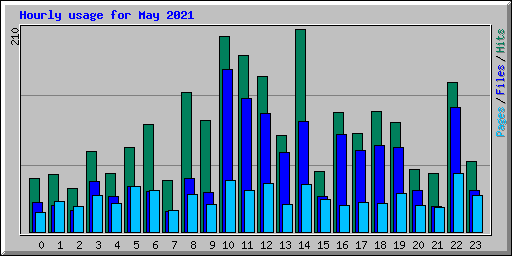 Hourly usage for May 2021
210
Pages / Files / Hits
0 1 2 3 4 5 6 7 8 9 10 11 12 13 14 15 16 17 18 19 20 21 22 23